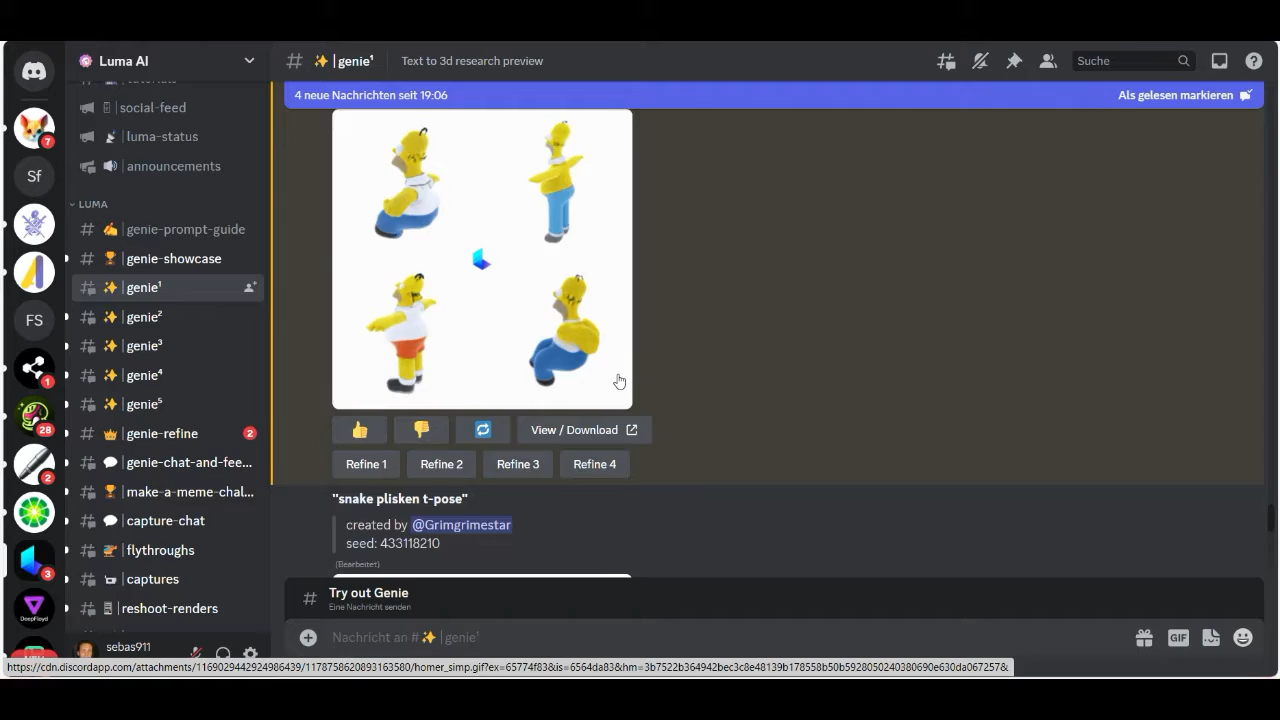 Luma AI
✨ | genie¹
Text to 3d research preview
Suche
4 neue Nachrichten seit 19:06
Als gelesen markieren
social-feed
luma-status
announcements
LUMA
genie-prompt-guide
genie-showcase
genie¹
genie²
genie³
genie⁴
genie⁵
genie-refine
2
genie-chat-and-fee...
make-a-meme-chal...
capture-chat
flythroughs
captures
reshoot-renders
sebas911
7
Sf
FS
1
28
2
3
DeepFloyd
View / Download
Refine 1
Refine 2
Refine 3
Refine 4
"snake plisken t-pose"
created by @Grimgrimestar
seed: 433118210
(Bearbeitet)
Try out Genie
Eine Nachricht senden
Nachricht an #✨ | genie¹
GIF
https://cdn.discordapp.com/attachments/1169029442924986439/1178758620893163580/homer_simp.gif?ex=65774f83&is=6564da83&hm=3b7522b364942bec3c8e48139b178558b50b5928050240380690e630da067257&